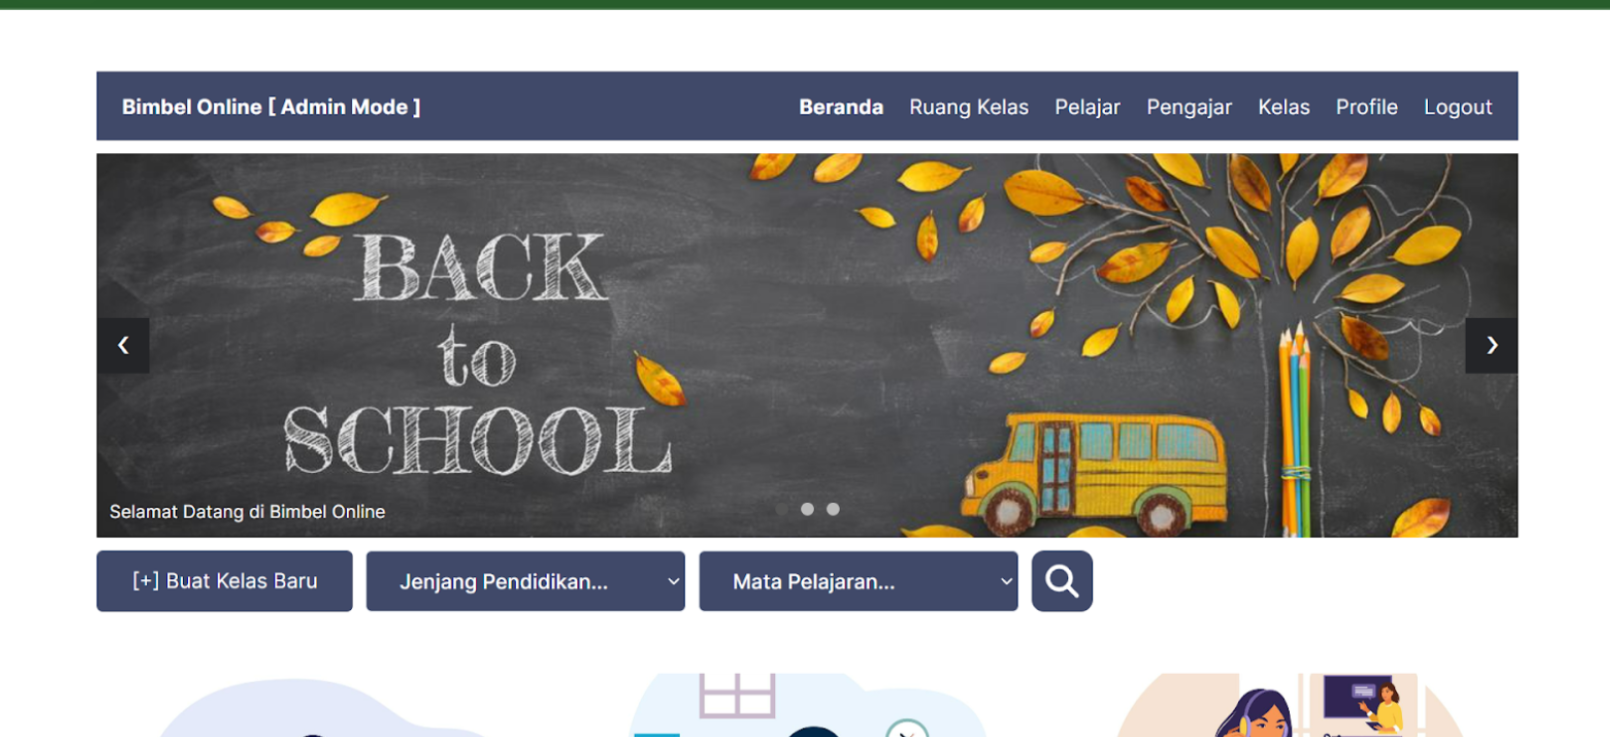 Bimbel Online [ Admin Mode ]
Beranda Ruang Kelas Pelajar Pengajar Kelas Profile Logout
BACK
to
SCHOOL
Selamat Datang di Bimbel Online
[+] Buat Kelas Baru
Jenjang Pendidikan...
Mata Pelajaran...